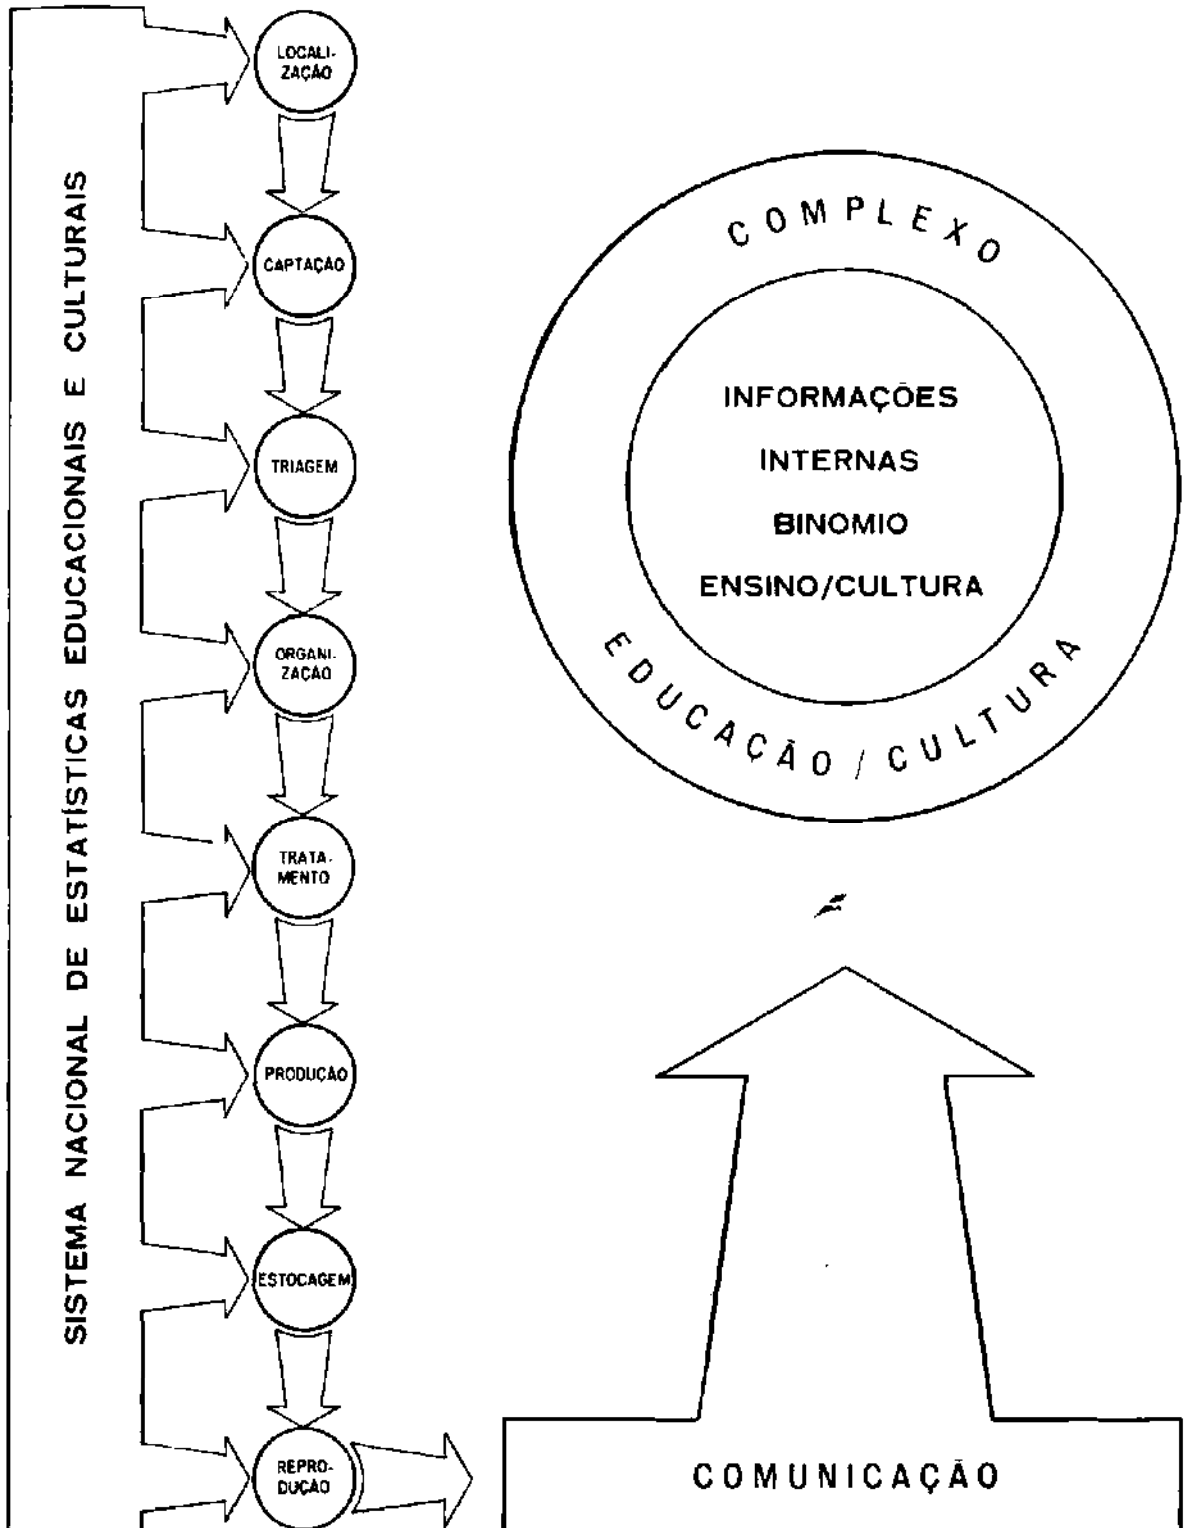 SISTEMA NACIONAL DE ESTATÍSTICAS EDUCACIONAIS E CULTURAIS
LOCALI-
ZAÇÃO
CAPTAÇÃO
TRIAGEM
ORGANI-
ZAÇÃO
TRATA-
MENTO
PRODUÇÃO
ESTOCAGEM
REPRO-
DUÇÃO
COMPLEXO
INFORMAÇÕES
INTERNAS
BINOMIO
ENSINO/CULTURA
EDUCAÇÃO / CULTURA
COMUNICAÇÃO